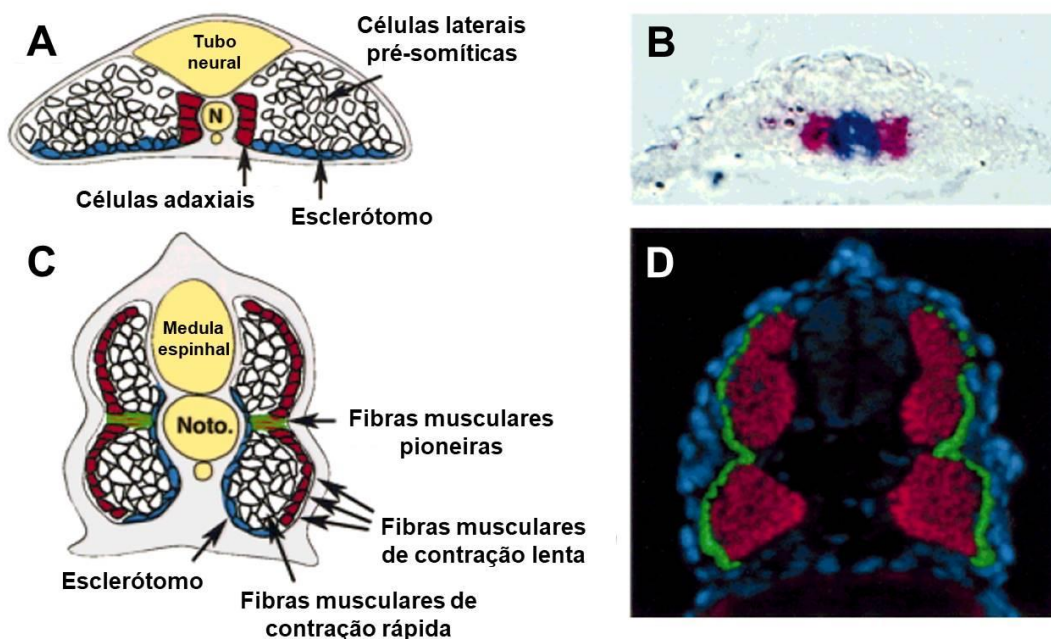 A
Tubo
neural
Células laterais
pré-somíticas
N
Células adaxiais
Esclerótomo
B
C
Medula
espinhal
Noto.
Fibras musculares
pioneiras
Fibras musculares
de contração lenta
Esclerótomo
Fibras musculares de
contração rápida
D